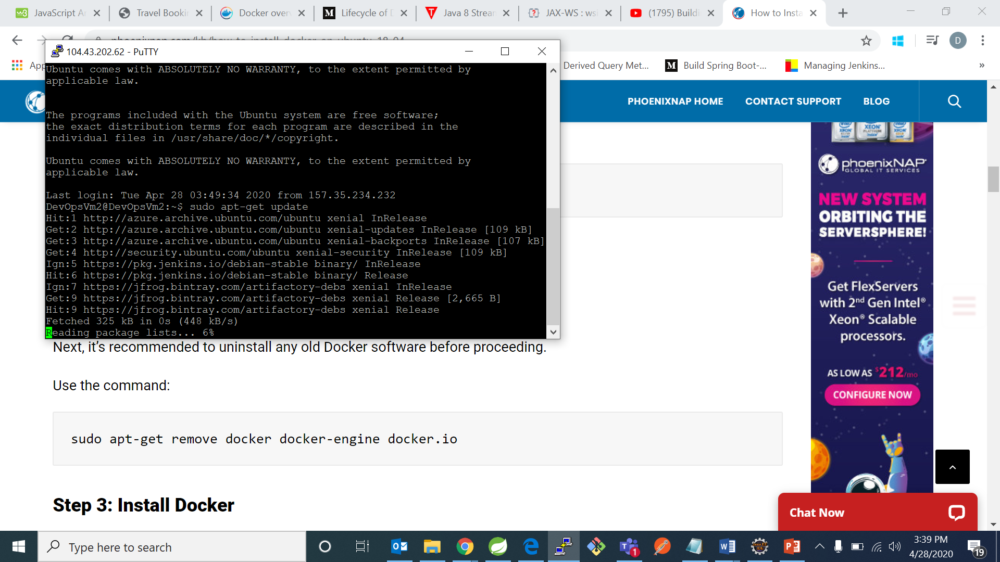 JavaScript Ar
Travel Bookin
Docker over
Lifecycle of D
Java 8 Strear
JAX-WS : wsi
(1795) Buildi
How to Insta
D
Derived Query Met...
Build Spring Boot-...
Managing Jenkins...
»
104.43.202.62 - PuTTY
Ubuntu comes with ABSOLUTELY NO WARRANTY, to the extent permitted by
applicable law.
The programs included with the Ubuntu system are free software;
the exact distribution terms for each program are described in the
individual files in /usr/share/doc/*/copyright.
Ubuntu comes with ABSOLUTELY NO WARRANTY, to the extent permitted by
applicable law.
Last login: Tue Apr 28 03:49:34 2020 from 157.35.234.232
DevOpsVm2@DevOpsVm2:~$ sudo apt-get update
Hit:1 http://azure.archive.ubuntu.com/ubuntu xenial InRelease
Get:2 http://azure.archive.ubuntu.com/ubuntu xenial-updates InRelease [109 kB]
Get:3 http://azure.archive.ubuntu.com/ubuntu xenial-backports InRelease [107 kB]
Get:4 http://security.ubuntu.com/ubuntu xenial-security InRelease [109 kB]
Ign:5 https://pkg.jenkins.io/debian-stable binary/ InRelease
Hit:6 https://pkg.jenkins.io/debian-stable binary/ Release
Ign:7 https://jfrog.bintray.com/artifactory-debs xenial InRelease
Get:9 https://jfrog.bintray.com/artifactory-debs xenial Release [2,665 B]
Hit:9 https://jfrog.bintray.com/artifactory-debs xenial Release
Fetched 325 kB in 0s (448 kB/s)
Reading package lists... 6%
PHOENIXNAP HOME CONTACT SUPPORT BLOG
Next, it's recommended to uninstall any old Docker software before proceeding.
Use the command:
sudo apt-get remove docker docker-engine docker.io
Step 3: Install Docker
XEON XEON XEON
phoenixNAP
GLOBAL IT SERVICES
NEW SYSTEM
ORBITING THE
SERVERSPHERE!
Get FlexServers
with 2nd Gen Intel®
Xeon® Scalable
processors.
AS LOW AS $212/mo
CONFIGURE NOW
Chat Now
Type here to search
1
3:39 PM
4/28/2020
19